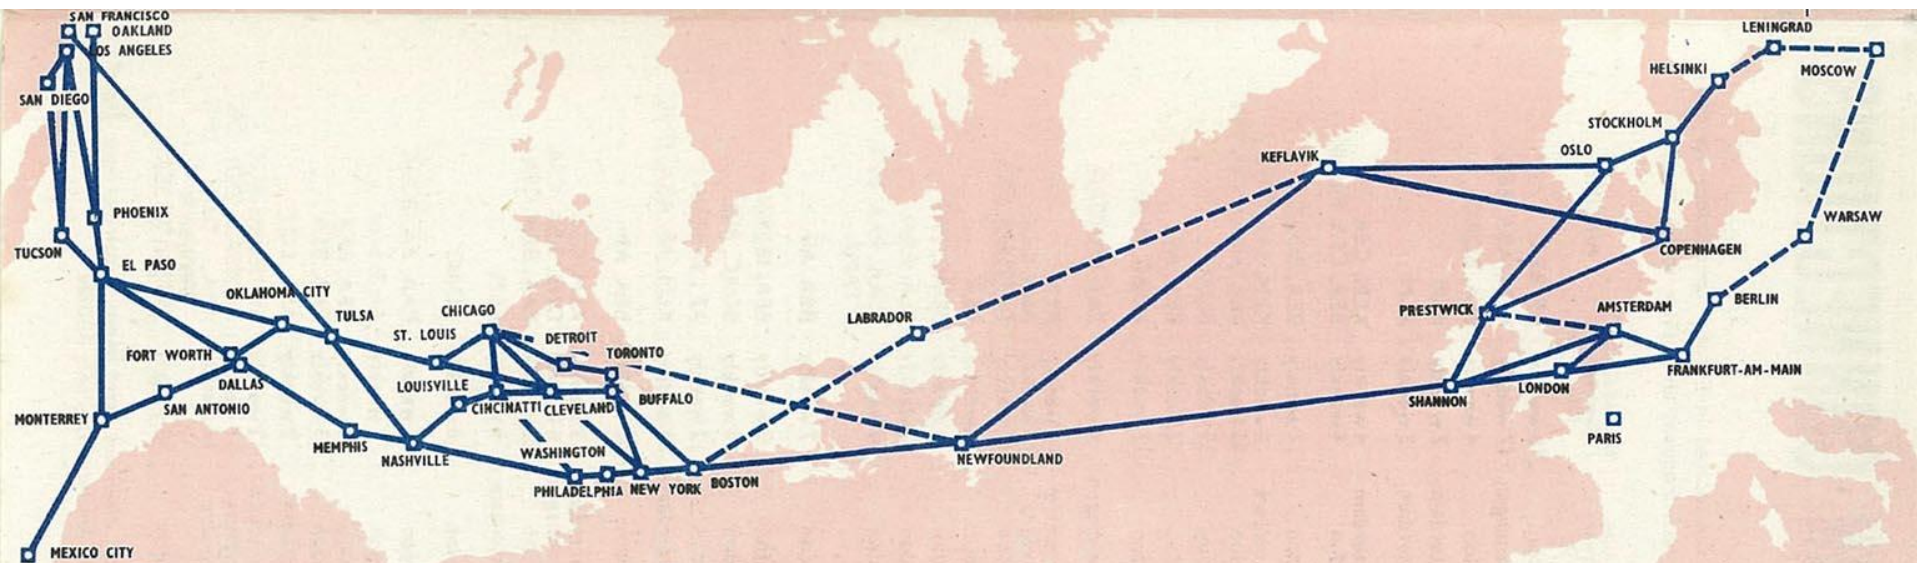 SAN FRANCISCO
OAKLAND
LOS ANGELES
SAN DIEGO
PHOENIX
TUCSON
EL PASO
OKLAHOMA CITY
TULSA
FORT WORTH
DALLAS
SAN ANTONIO
MONTERREY
MEXICO CITY
MEMPHIS
NASHVILLE
ST. LOUIS
CHICAGO
DETROIT
TORONTO
LOUISVILLE
CINCINATTI
CLEVELAND
BUFFALO
WASHINGTON
PHILADELPHIA
NEW YORK
BOSTON
LABRADOR
NEWFOUNDLAND
KEFLAVIK
OSLO
STOCKHOLM
HELSINKI
LENINGRAD
MOSCOW
WARSAW
COPENHAGEN
BERLIN
PRESTWICK
AMSTERDAM
FRANKFURT-AM-MAIN
LONDON
SHANNON
PARIS